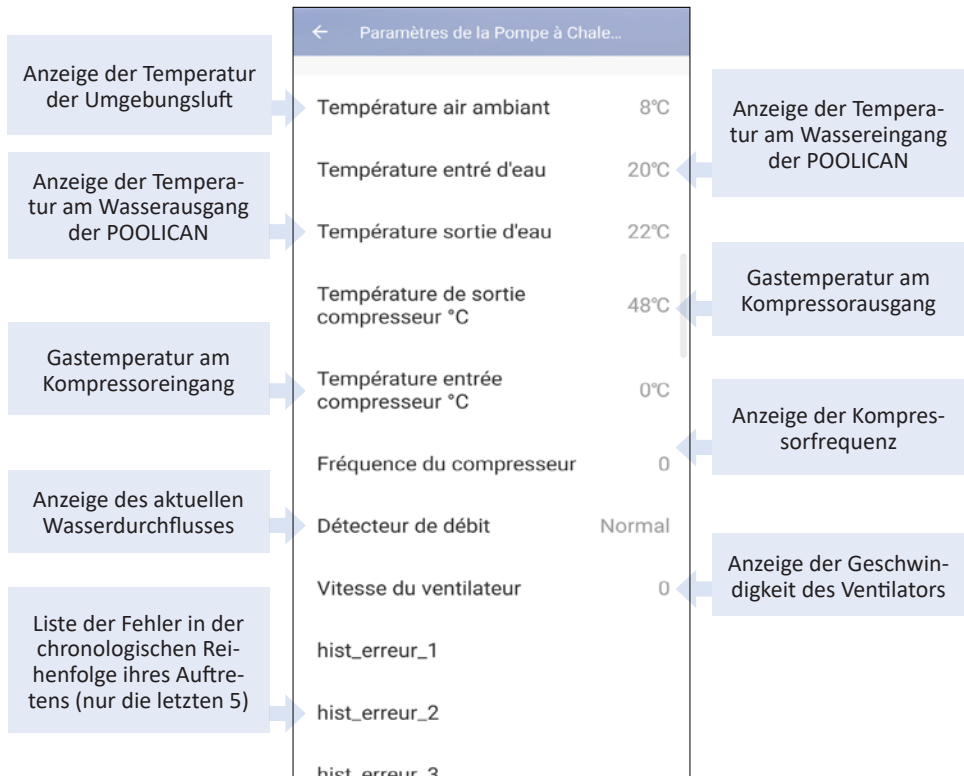 Paramètres de la Pompe à Chale...
Anzeige der Temperatur
der Umgebungsluft
Température air ambiant 8°C
Anzeige der Tempera-
tur am Wassereingang
der POOLICAN
Température entré d'eau 20°C
Anzeige der Tempera-
tur am Wasserausgang
der POOLICAN
Température sortie d'eau 22°C
Température de sortie
compresseur °C 48°C
Gastemperatur am
Kompressorausgang
Gastemperatur am
Kompressoreingang
Température entrée
compresseur °C 0°C
Anzeige der Kompres-
sorfrequenz
Fréquence du compresseur 0
Anzeige des aktuellen
Wasserdurchflusses
Détecteur de débit Normal
Anzeige der Geschwin-
digkeit des Ventilators
Vitesse du ventilateur 0
Liste der Fehler in der
chronologischen Rei-
henfolge ihres Auftre-
tens (nur die letzten 5)
hist_erreur_1
hist_erreur_2
hist_erreur_3